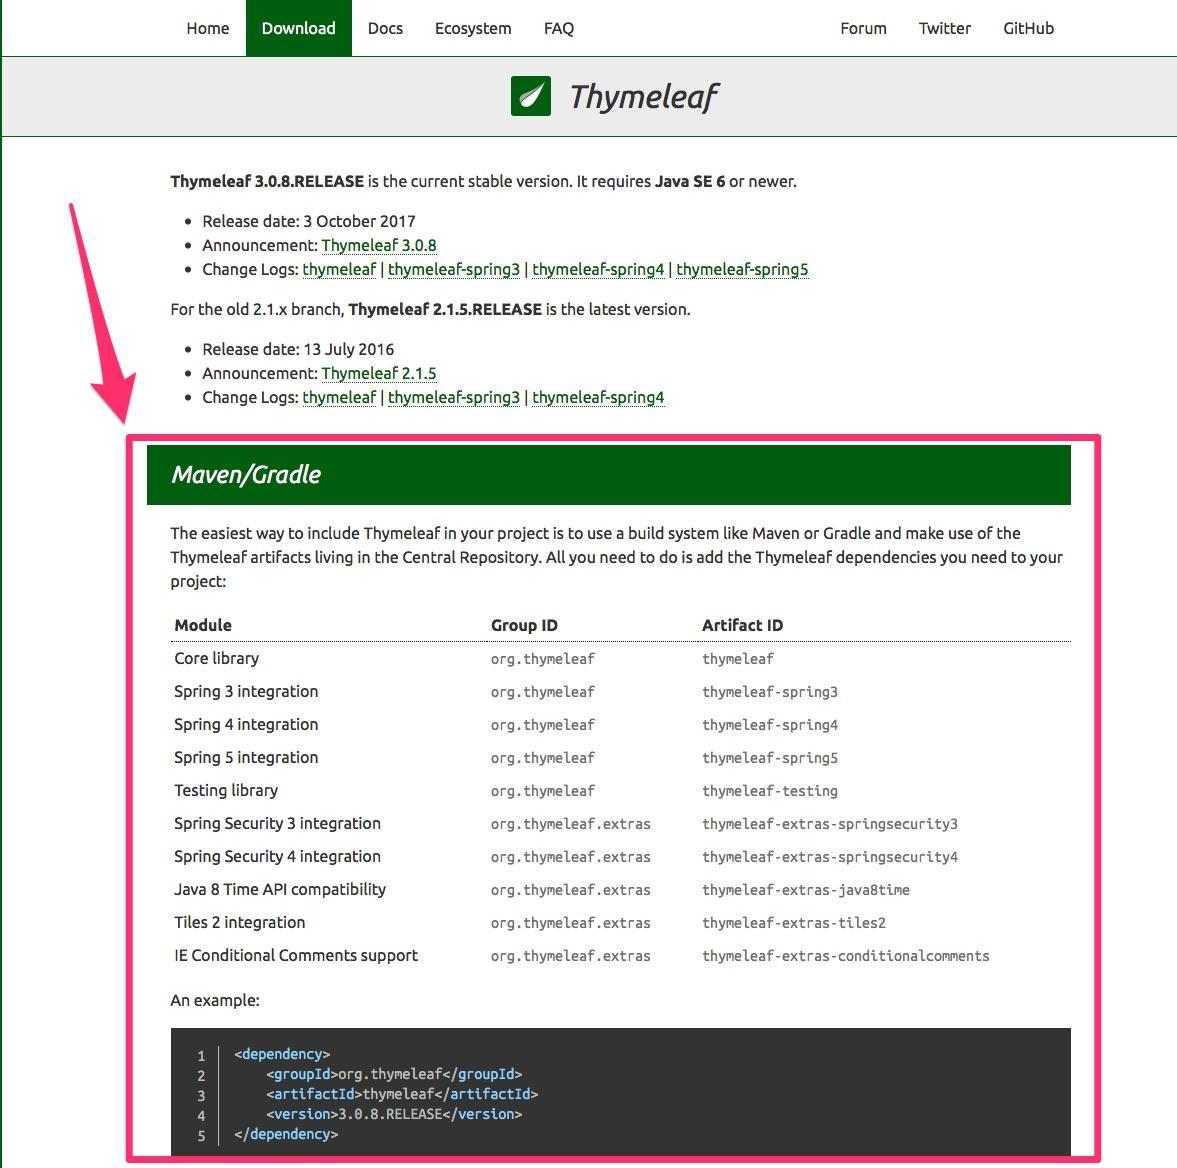 Home Download Docs Ecosystem FAQ Forum Twitter GitHub
Thymeleaf
Thymeleaf 3.0.8.RELEASE is the current stable version. It requires Java SE 6 or newer.
• Release date: 3 October 2017
• Announcement: Thymeleaf 3.0.8
• Change Logs: thymeleaf | thymeleaf-spring3 | thymeleaf-spring4 | thymeleaf-spring5
For the old 2.1.x branch, Thymeleaf 2.1.5.RELEASE is the latest version.
• Release date: 13 July 2016
• Announcement: Thymeleaf 2.1.5
• Change Logs: thymeleaf | thymeleaf-spring3 | thymeleaf-spring4
Maven/Gradle
The easiest way to include Thymeleaf in your project is to use a build system like Maven or Gradle and make use of the
Thymeleaf artifacts living in the Central Repository. All you need to do is add the Thymeleaf dependencies you need to your
project:
Module Group ID Artifact ID
Core library org.thymeleaf thymeleaf
Spring 3 integration org.thymeleaf thymeleaf-spring3
Spring 4 integration org.thymeleaf thymeleaf-spring4
Spring 5 integration org.thymeleaf thymeleaf-spring5
Testing library org.thymeleaf thymeleaf-testing
Spring Security 3 integration org.thymeleaf.extras thymeleaf-extras-springsecurity3
Spring Security 4 integration org.thymeleaf.extras thymeleaf-extras-springsecurity4
Java 8 Time API compatibility org.thymeleaf.extras thymeleaf-extras-java8time
Tiles 2 integration org.thymeleaf.extras thymeleaf-extras-tiles2
IE Conditional Comments support org.thymeleaf.extras thymeleaf-extras-conditionalcomments
An example:
1 <dependency>
2 <groupId>org.thymeleaf</groupId>
3 <artifactId>thymeleaf</artifactId>
4 <version>3.0.8.RELEASE</version>
5 </dependency>